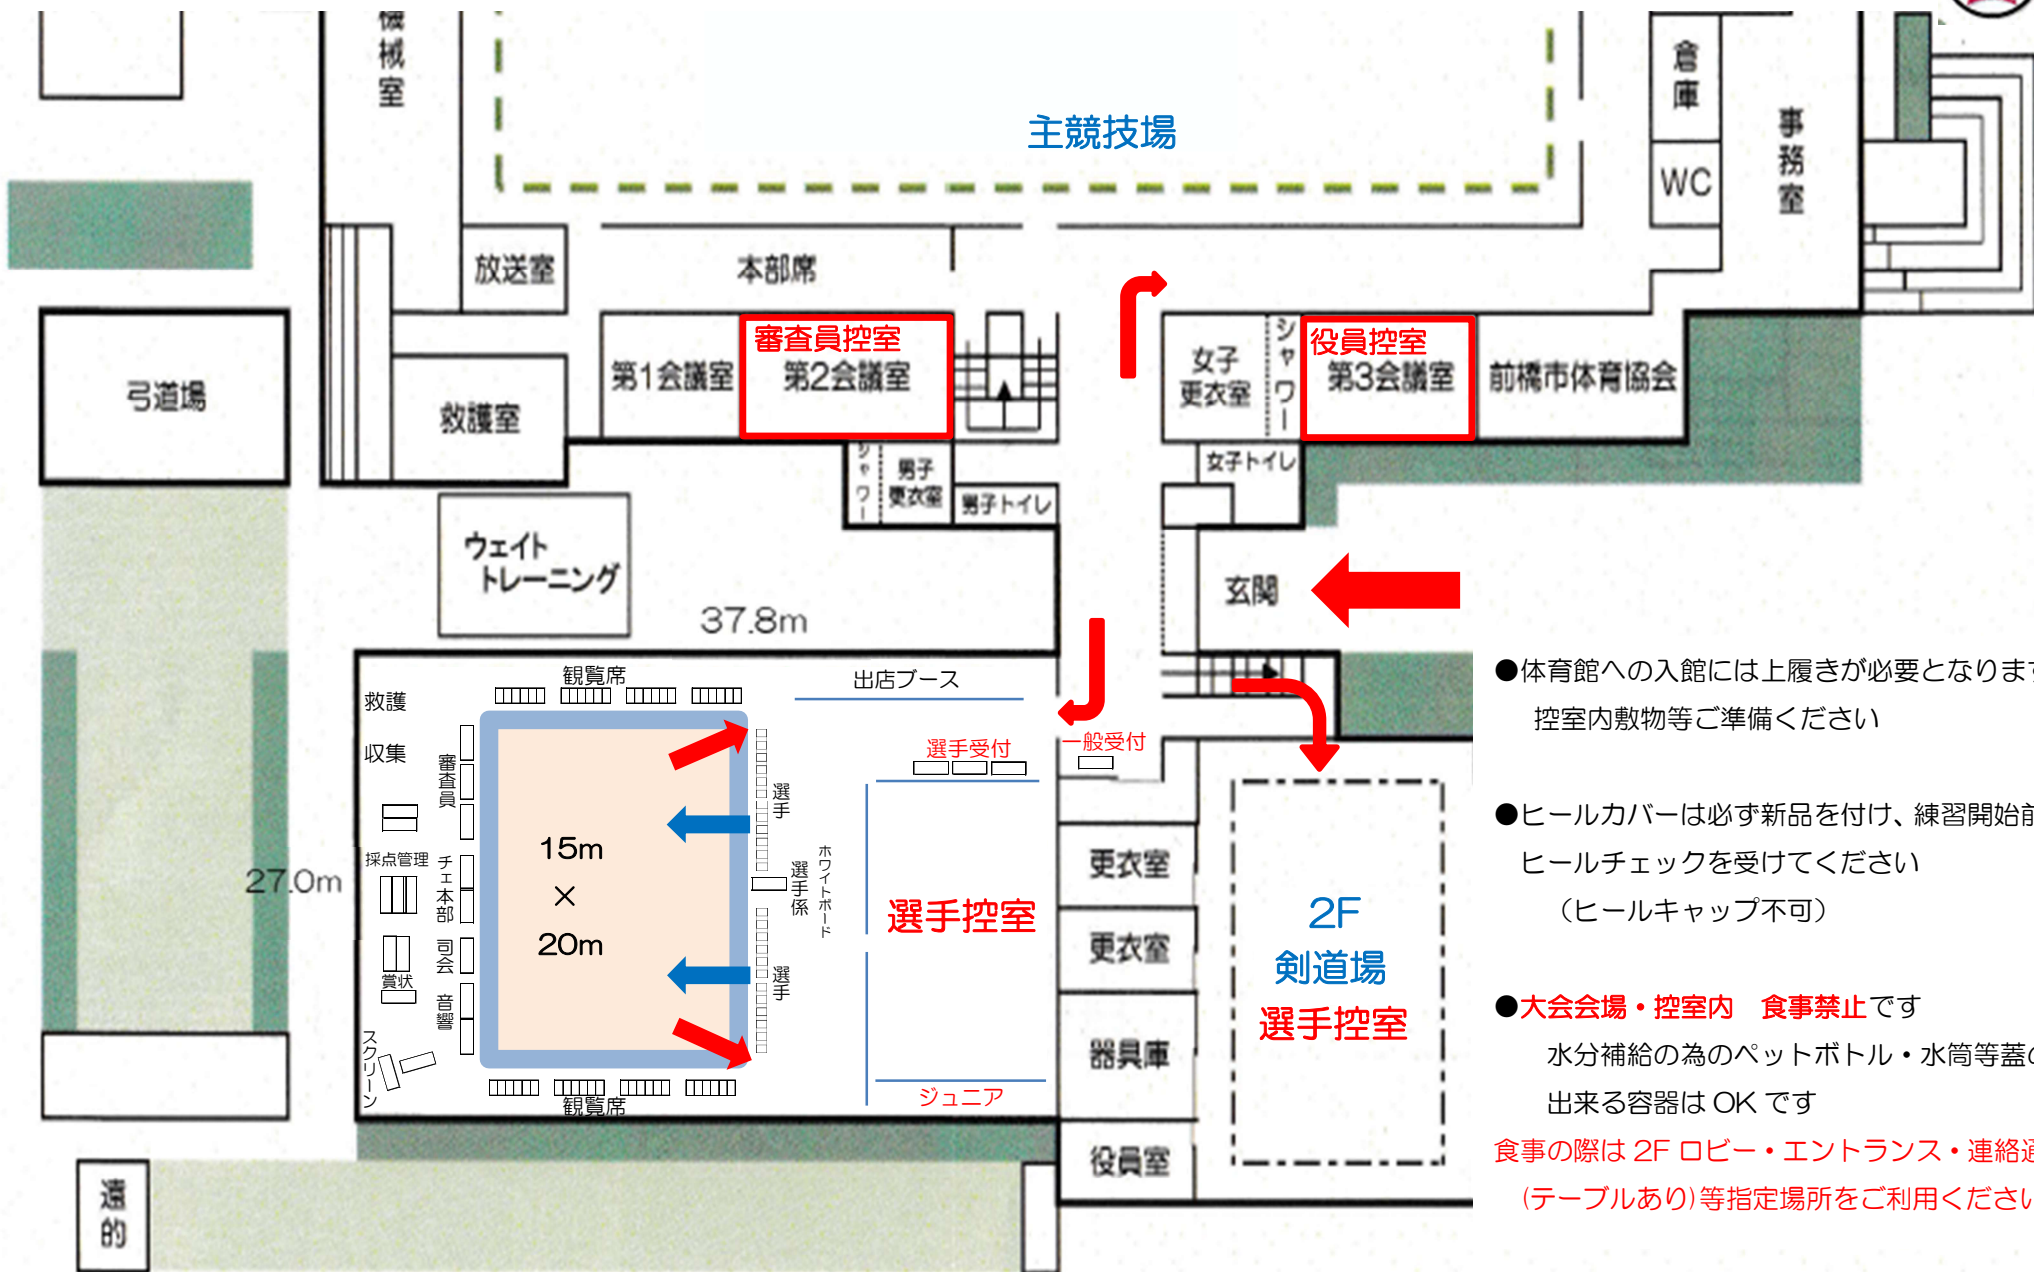 機械室
主競技場
倉庫
WC
事務室
放送室
本部席
審査員控室
第1会議室
第2会議室
女子
更衣室
シャワー
役員控室
第3会議室
前橋市体育協会
弓道場
救護室
シャワー
男子
更衣室
男子トイレ
女子トイレ
ウェイト
トレーニング
玄関
37.8m
27.0m
観覧席
出店ブース
救護
収集
審査員
選手受付
一般受付
選手
15m
×
20m
採点管理
チェ
本部
選手係
ホワイトボード
選手控室
司会
賞状
音響
選手
スクリーン
観覧席
ジュニア
更衣室
更衣室
器具庫
役員室
2F
剣道場
選手控室
遠的
●体育館への入館には上履きが必要となります
控室内敷物等ご準備ください
●ヒールカバーは必ず新品を付け、練習開始前
ヒールチェックを受けてください
（ヒールキャップ不可）
●大会会場・控室内　食事禁止です
水分補給の為のペットボトル・水筒等蓋の
出来る容器は OK です
食事の際は 2F ロビー・エントランス・連絡通
(テーブルあり)等指定場所をご利用ください